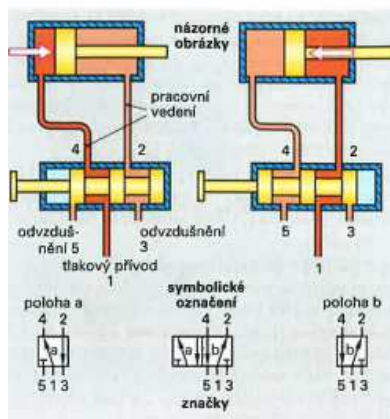 názorné
obrázky
pracovní
vedení
4 2
4 2
odvzduš-
nění 5
odvzdušnění
3
tlakový přívod
1
5 3
1
symbolické
označení
poloha a
poloha b
4 2
4 2
4 2
a
a b
b
5 1 3
5 1 3
5 1 3
značky